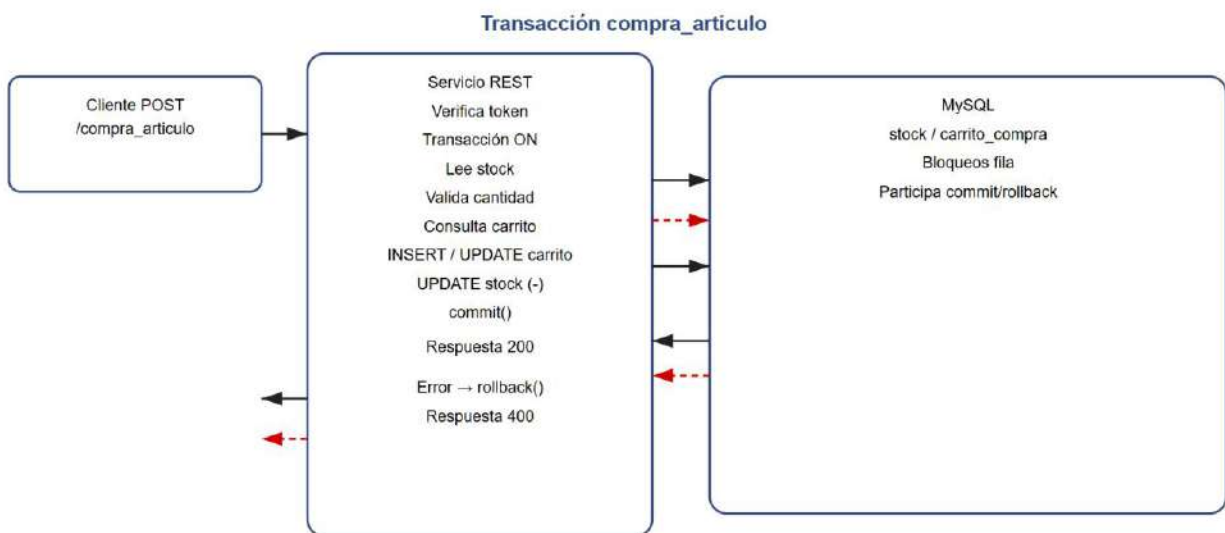 Transacción compra_articulo
Cliente POST
/compra_articulo
Servicio REST
Verifica token
Transacción ON
Lee stock
Valida cantidad
Consulta carrito
INSERT / UPDATE carrito
UPDATE stock (-)
commit()
Respuesta 200
Error → rollback()
Respuesta 400
MySQL
stock / carrito_compra
Bloqueos fila
Participa commit/rollback